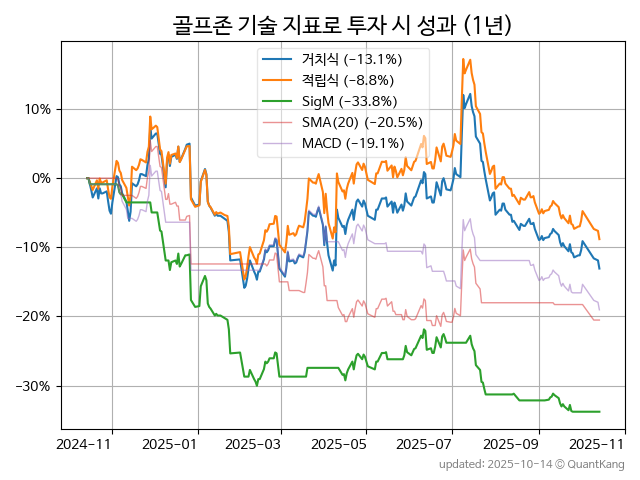 골프존 기술 지표로 투자 시 성과 (1년)
거치식 (-13.1%)
적립식 (-8.8%)
SigM (-33.8%)
SMA(20) (-20.5%)
MACD (-19.1%)
10%
0%
-10%
-20%
-30%
2024-11 2025-01 2025-03 2025-05 2025-07 2025-09 2025-11
updated: 2025-10-14 © QuantKang